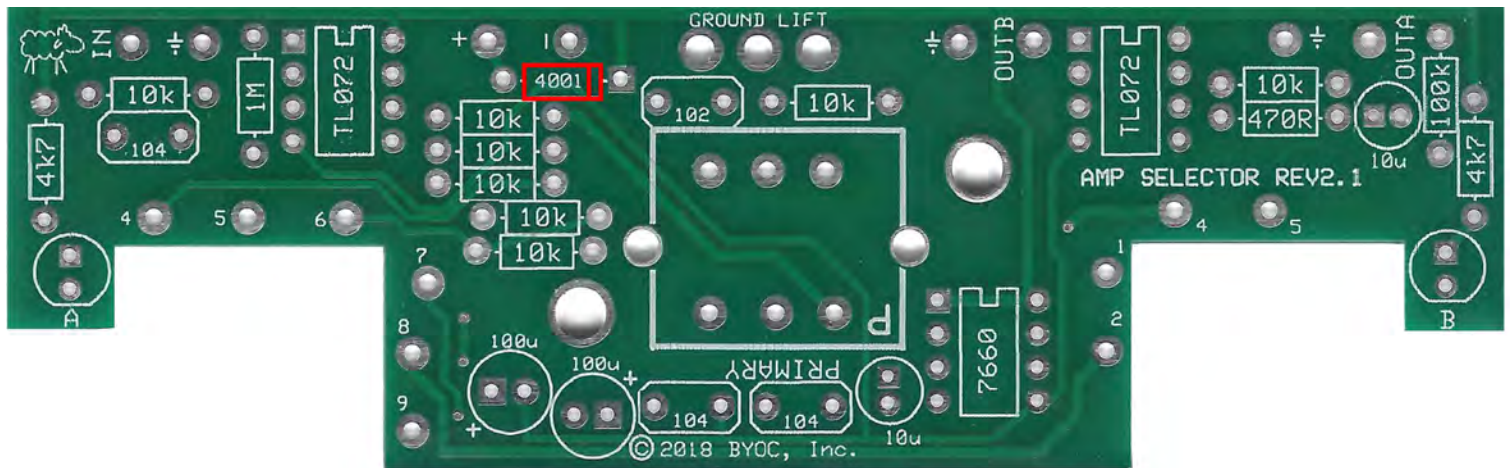 IN
+
GROUND LIFT
OUTB
OUTA
4001
10k
1M
TL072
104
4k7
10k
10k
10k
10k
10k
102
10k
TL072
10k
470R
10u
100k
4k7
AMP SELECTOR REV2.1
4
5
6
4
5
7
8
9
1
2
A
B
P
PRIMARY
7660
100u
+
100u
+
104
104
10u
© 2018 BYOC, Inc.